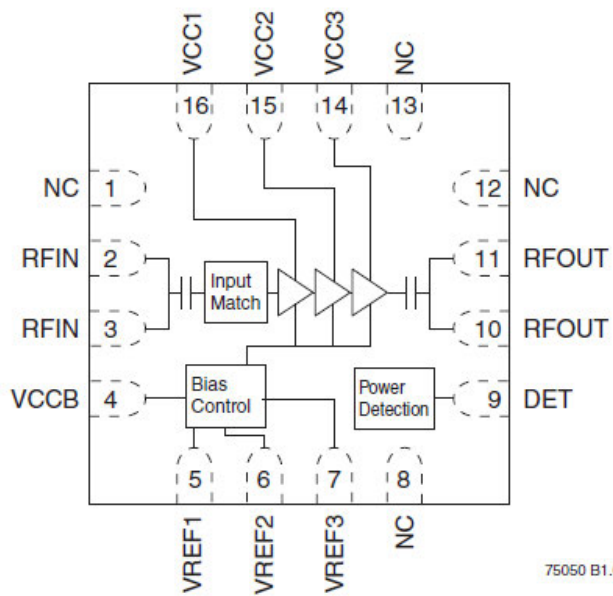 VCC1
VCC2
VCC3
NC
16
15
14
13
NC 1
12 NC
RFIN 2
11 RFOUT
Input
Match
RFIN 3
10 RFOUT
VCCB 4
Bias
Control
Power
Detection
9 DET
5
6
7
8
VREF1
VREF2
VREF3
NC
75050 B1.